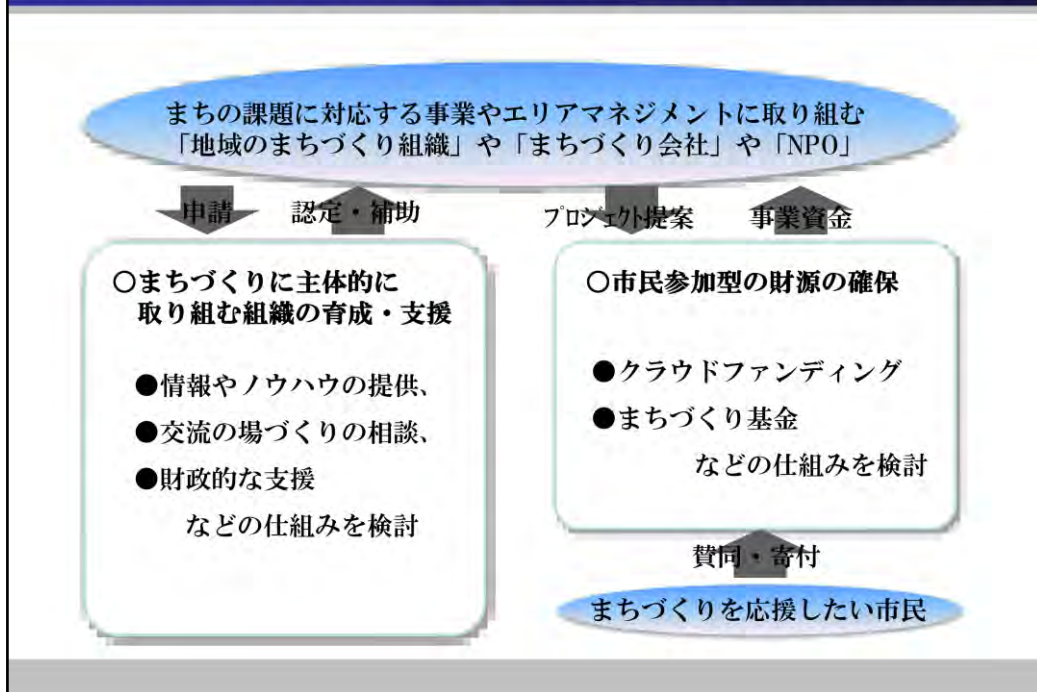 まちの課題に対応する事業やエリアマネジメントに取り組む
「地域のまちづくり組織」や「まちづくり会社」や「NPO」
申請
認定・補助
プロジェクト提案
事業資金
○まちづくりに主体的に
取り組む組織の育成・支援
●情報やノウハウの提供、
●交流の場づくりの相談、
●財政的な支援
などの仕組みを検討
○市民参加型の財源の確保
●クラウドファンディング
●まちづくり基金
などの仕組みを検討
賛同・寄付
まちづくりを応援したい市民